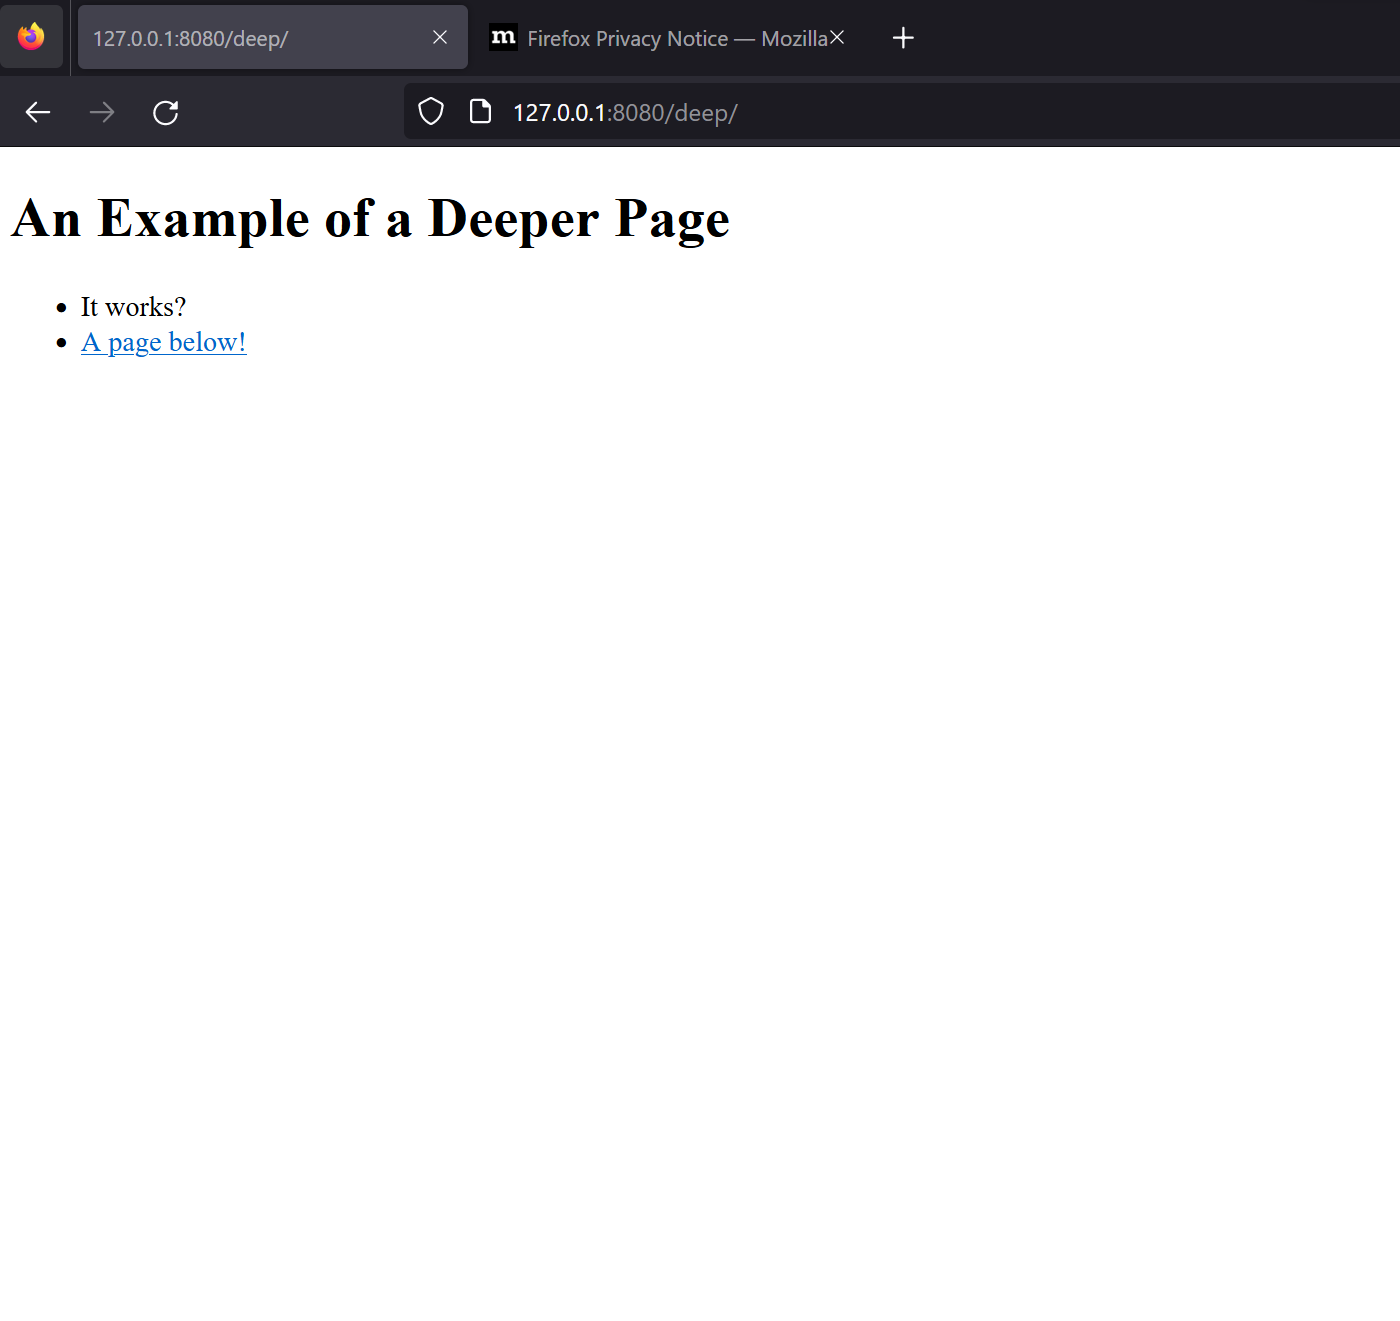 127.0.0.1:8080/deep/
m Firefox Privacy Notice — Mozilla
127.0.0.1:8080/deep/
An Example of a Deeper Page
• It works?
• A page below!